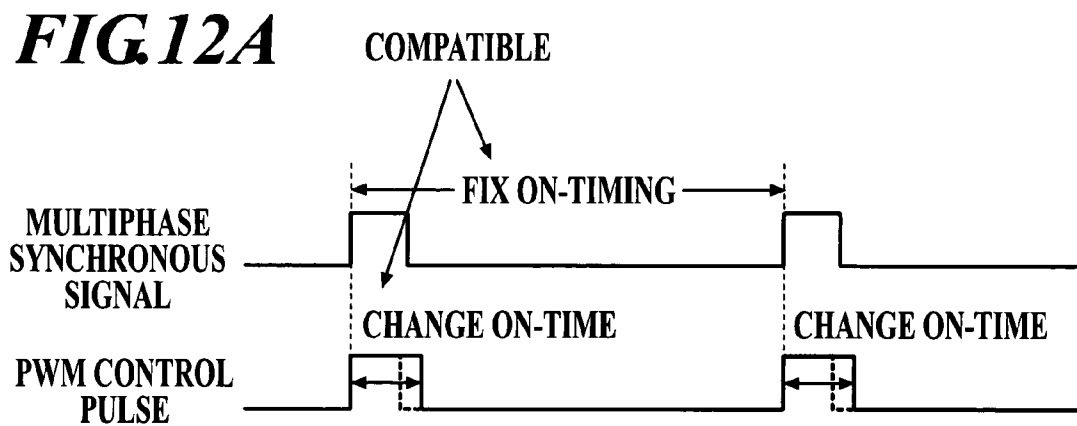 FIG.12A
COMPATIBLE
FIX ON-TIMING
MULTIPHASE
SYNCHRONOUS
SIGNAL
CHANGE ON-TIME
CHANGE ON-TIME
PWM CONTROL
PULSE